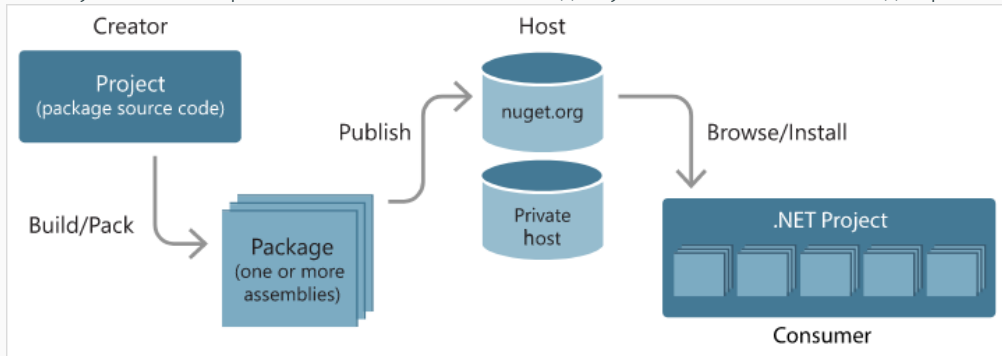 Creator
Host
Project
(package source code)
nuget.org
Publish
Browse/Install
Private
host
Build/Pack
Package
(one or more
assemblies)
.NET Project
Consumer